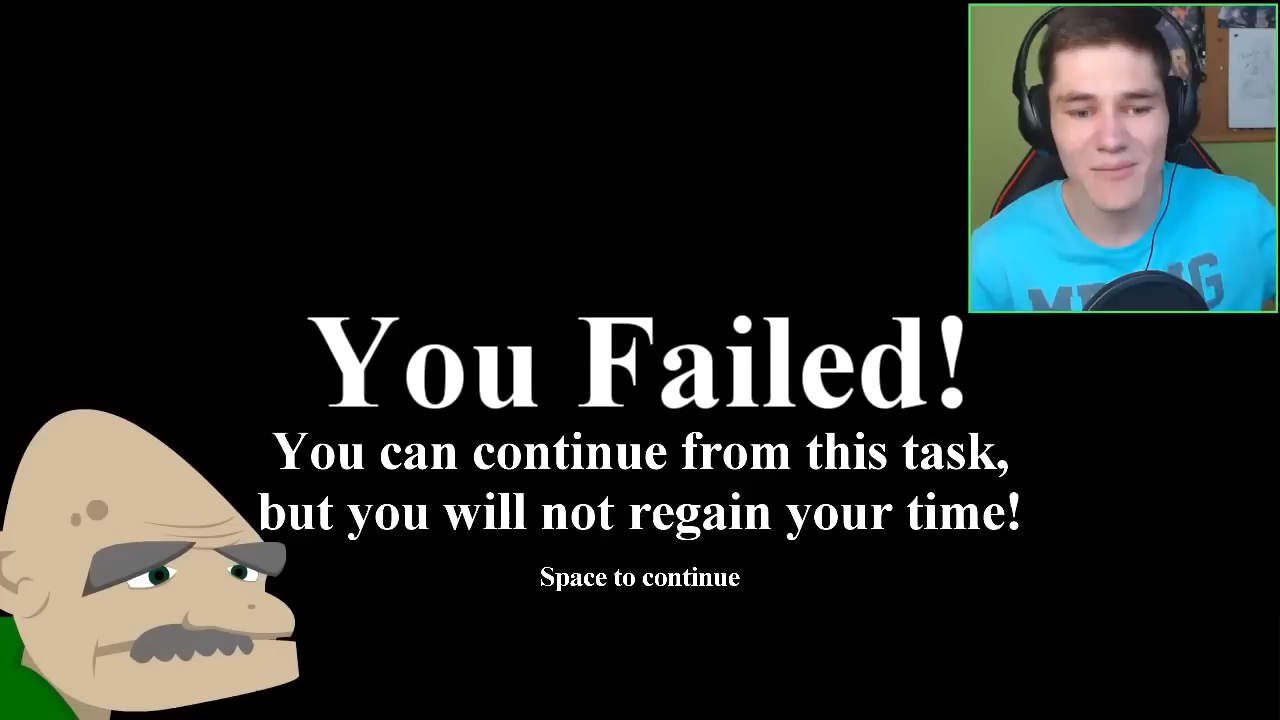 You Failed!
You can continue from this task,
but you will not regain your time!
Space to continue